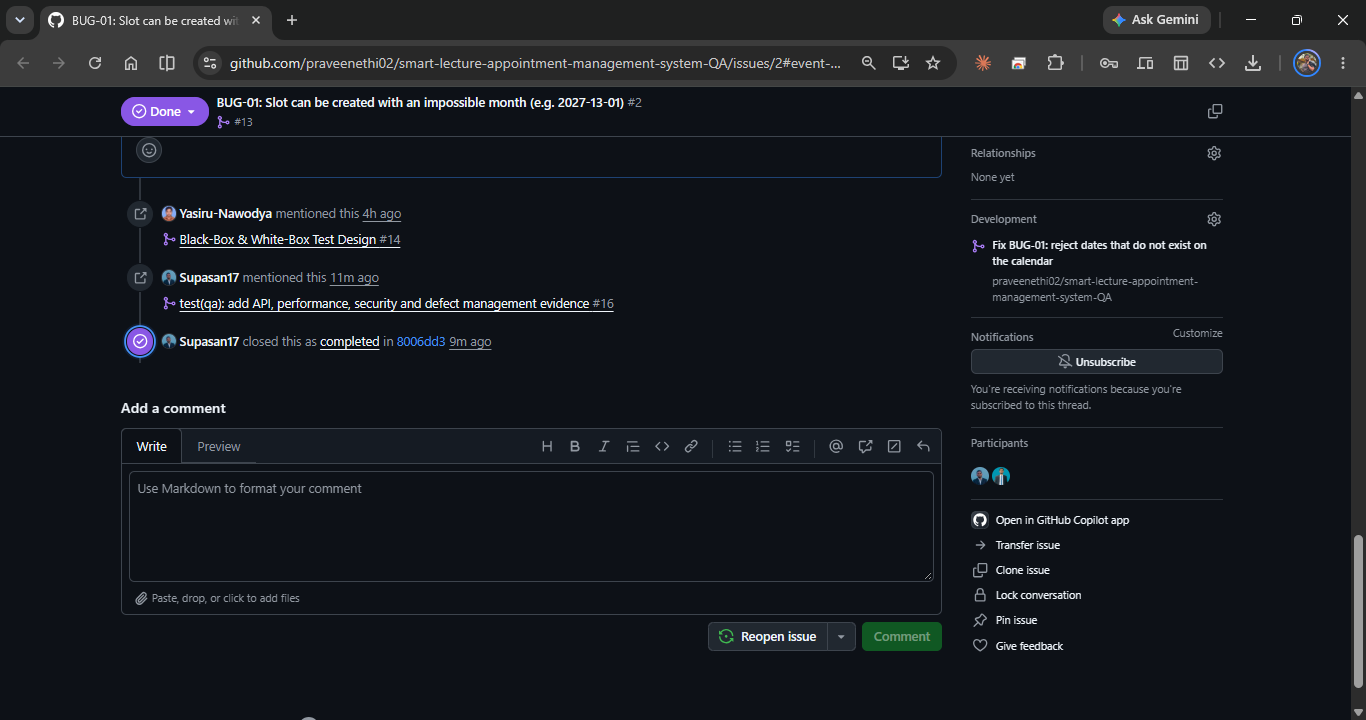 BUG-01: Slot can be created wit
Ask Gemini
github.com/praveenethi02/smart-lecture-appointment-management-system-QA/issues/2#event-...
Done
BUG-01: Slot can be created with an impossible month (e.g. 2027-13-01) #2
#13
Yasiru-Nawodya mentioned this 4h ago
Black-Box & White-Box Test Design #14
Supasan17 mentioned this 11m ago
test(qa): add API, performance, security and defect management evidence #16
Supasan17 closed this as completed in 8006dd3 9m ago
Add a comment
Write
Preview
Use Markdown to format your comment
Paste, drop, or click to add files
Reopen issue
Comment
Relationships
None yet
Development
Fix BUG-01: reject dates that do not exist on
the calendar
praveenethi02/smart-lecture-appointment-
management-system-QA
Notifications
Customize
Unsubscribe
You're receiving notifications because you're
subscribed to this thread.
Participants
Open in GitHub Copilot app
Transfer issue
Clone issue
Lock conversation
Pin issue
Give feedback